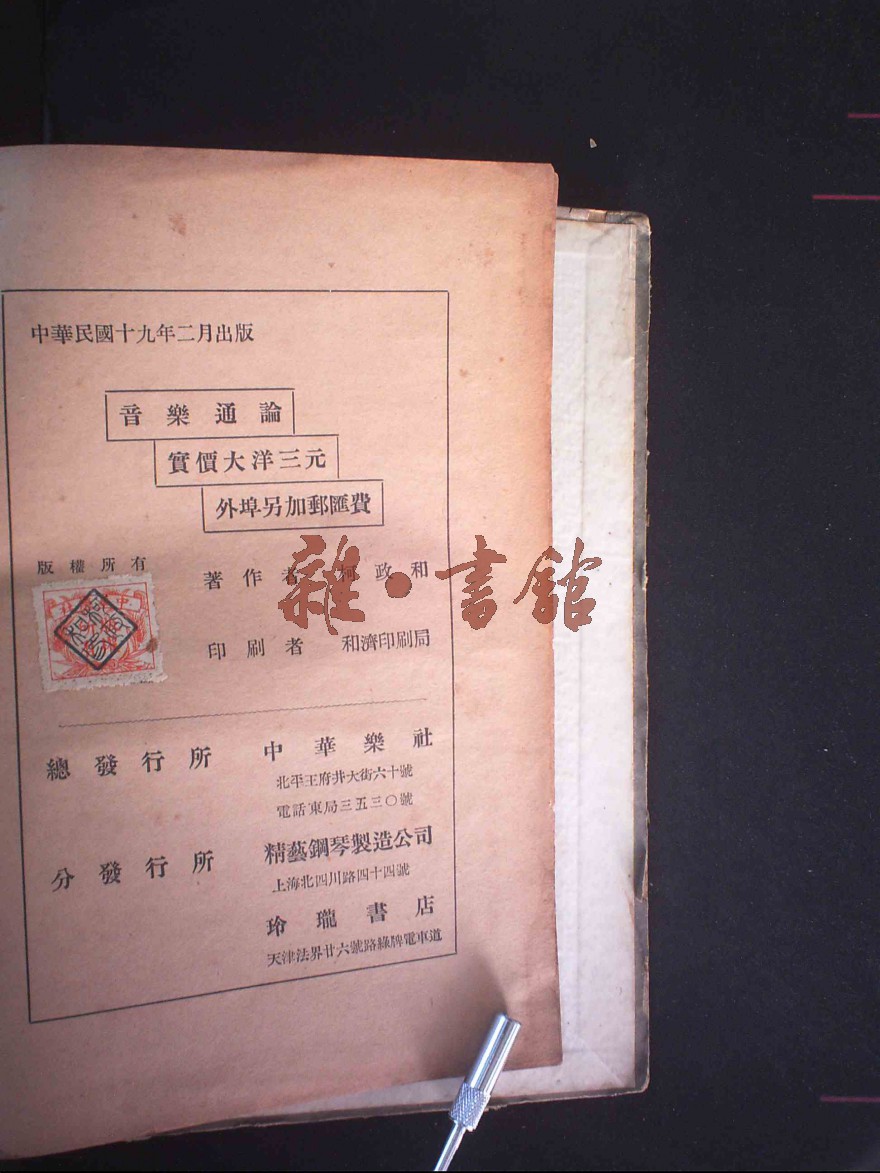 中華民國十九年二月出版
音樂通論
實價大洋三元
外埠另加郵匯費
版權所有
著作者 柯政和
雜·書館
印刷者 和濟印刷局
總發行所 中華樂社
北平王府井大街六十號
電話東局三五三〇號
分發行所 精藝鋼琴製造公司
上海北四川路四十四號
玲瓏書店
天津法界廿六號路綠牌電車道